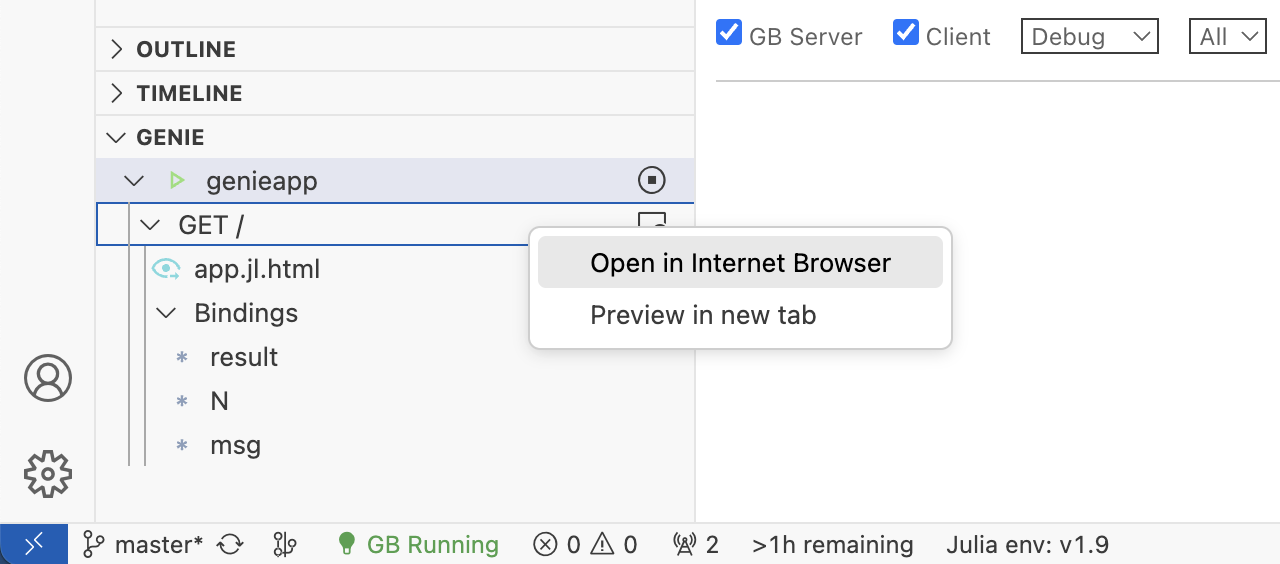 OUTLINE
TIMELINE
GENIE
genieapp
GET /
app.jl.html
Bindings
* result
* N
* msg
GB Server Client Debug All
Open in Internet Browser
Preview in new tab
master* GB Running 0 0 2 >1h remaining Julia env: v1.9